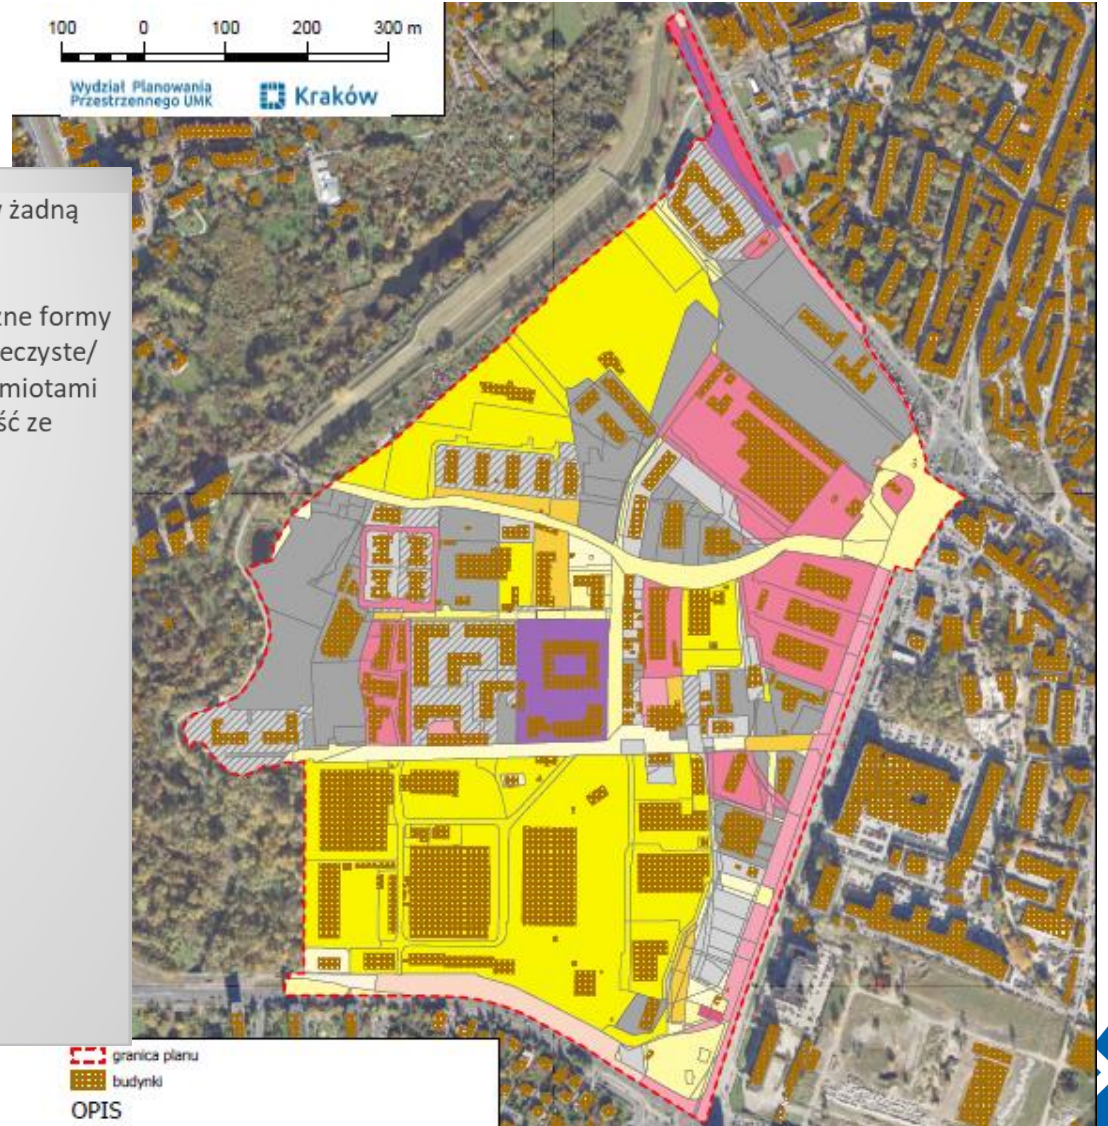 100 0 100 200 300 m
Wydział Planowania
Przestrzennego UMK
Kraków
żadną
formy
eczyste/
miotami
ść ze
granica planu
budynki
OPIS